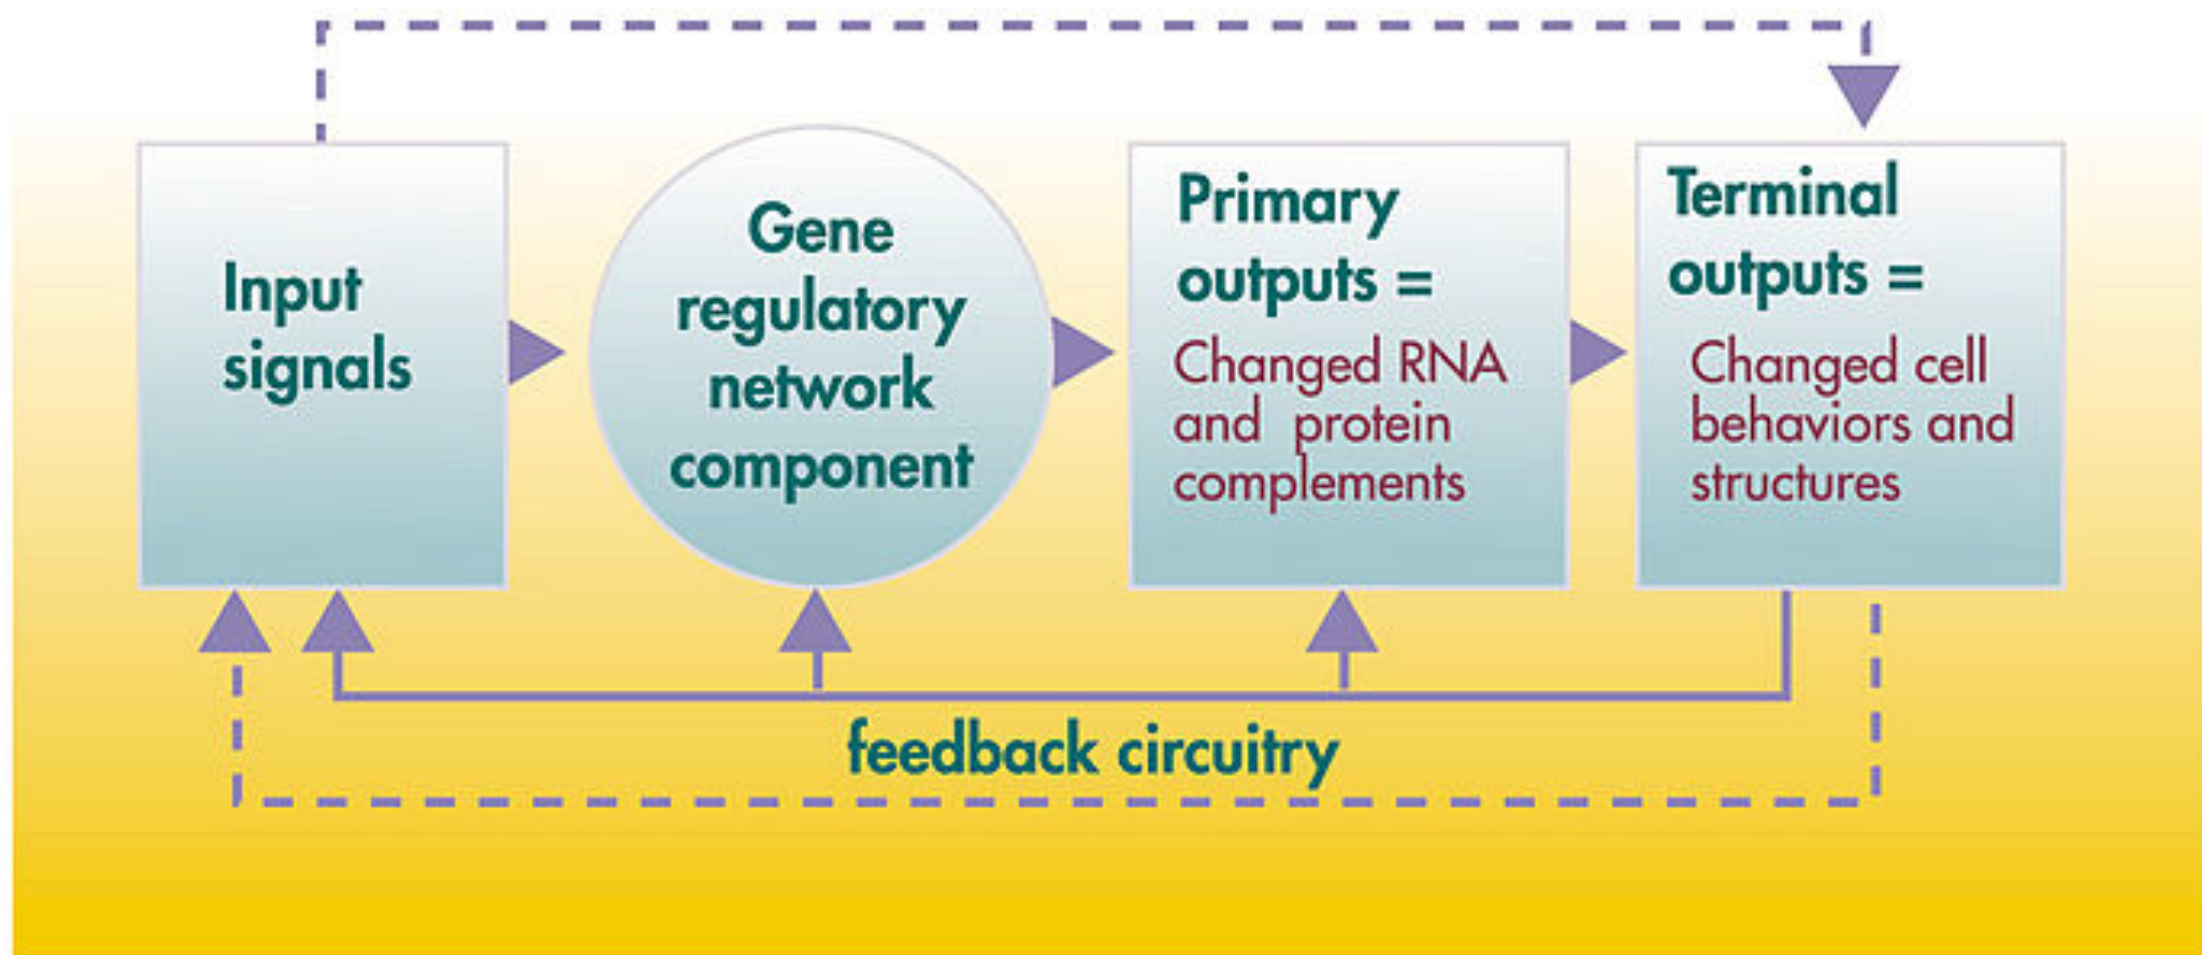 Input
signals
Gene
regulatory
network
component
Primary
outputs =
Changed RNA
and protein
complements
Terminal
outputs =
Changed cell
behaviors and
structures
feedback circuitry